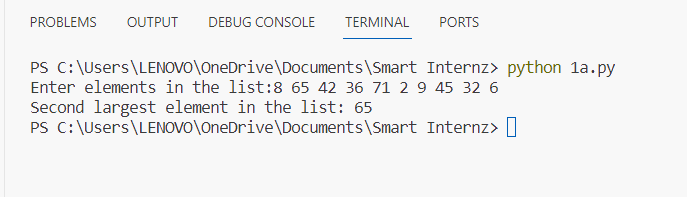 PROBLEMS OUTPUT DEBUG CONSOLE TERMINAL PORTS
PS C:\Users\LENOVO\OneDrive\Documents\Smart Internz> python 1a.py
Enter elements in the list:8 65 42 36 71 2 9 45 32 6
Second largest element in the list: 65
PS C:\Users\LENOVO\OneDrive\Documents\Smart Internz>